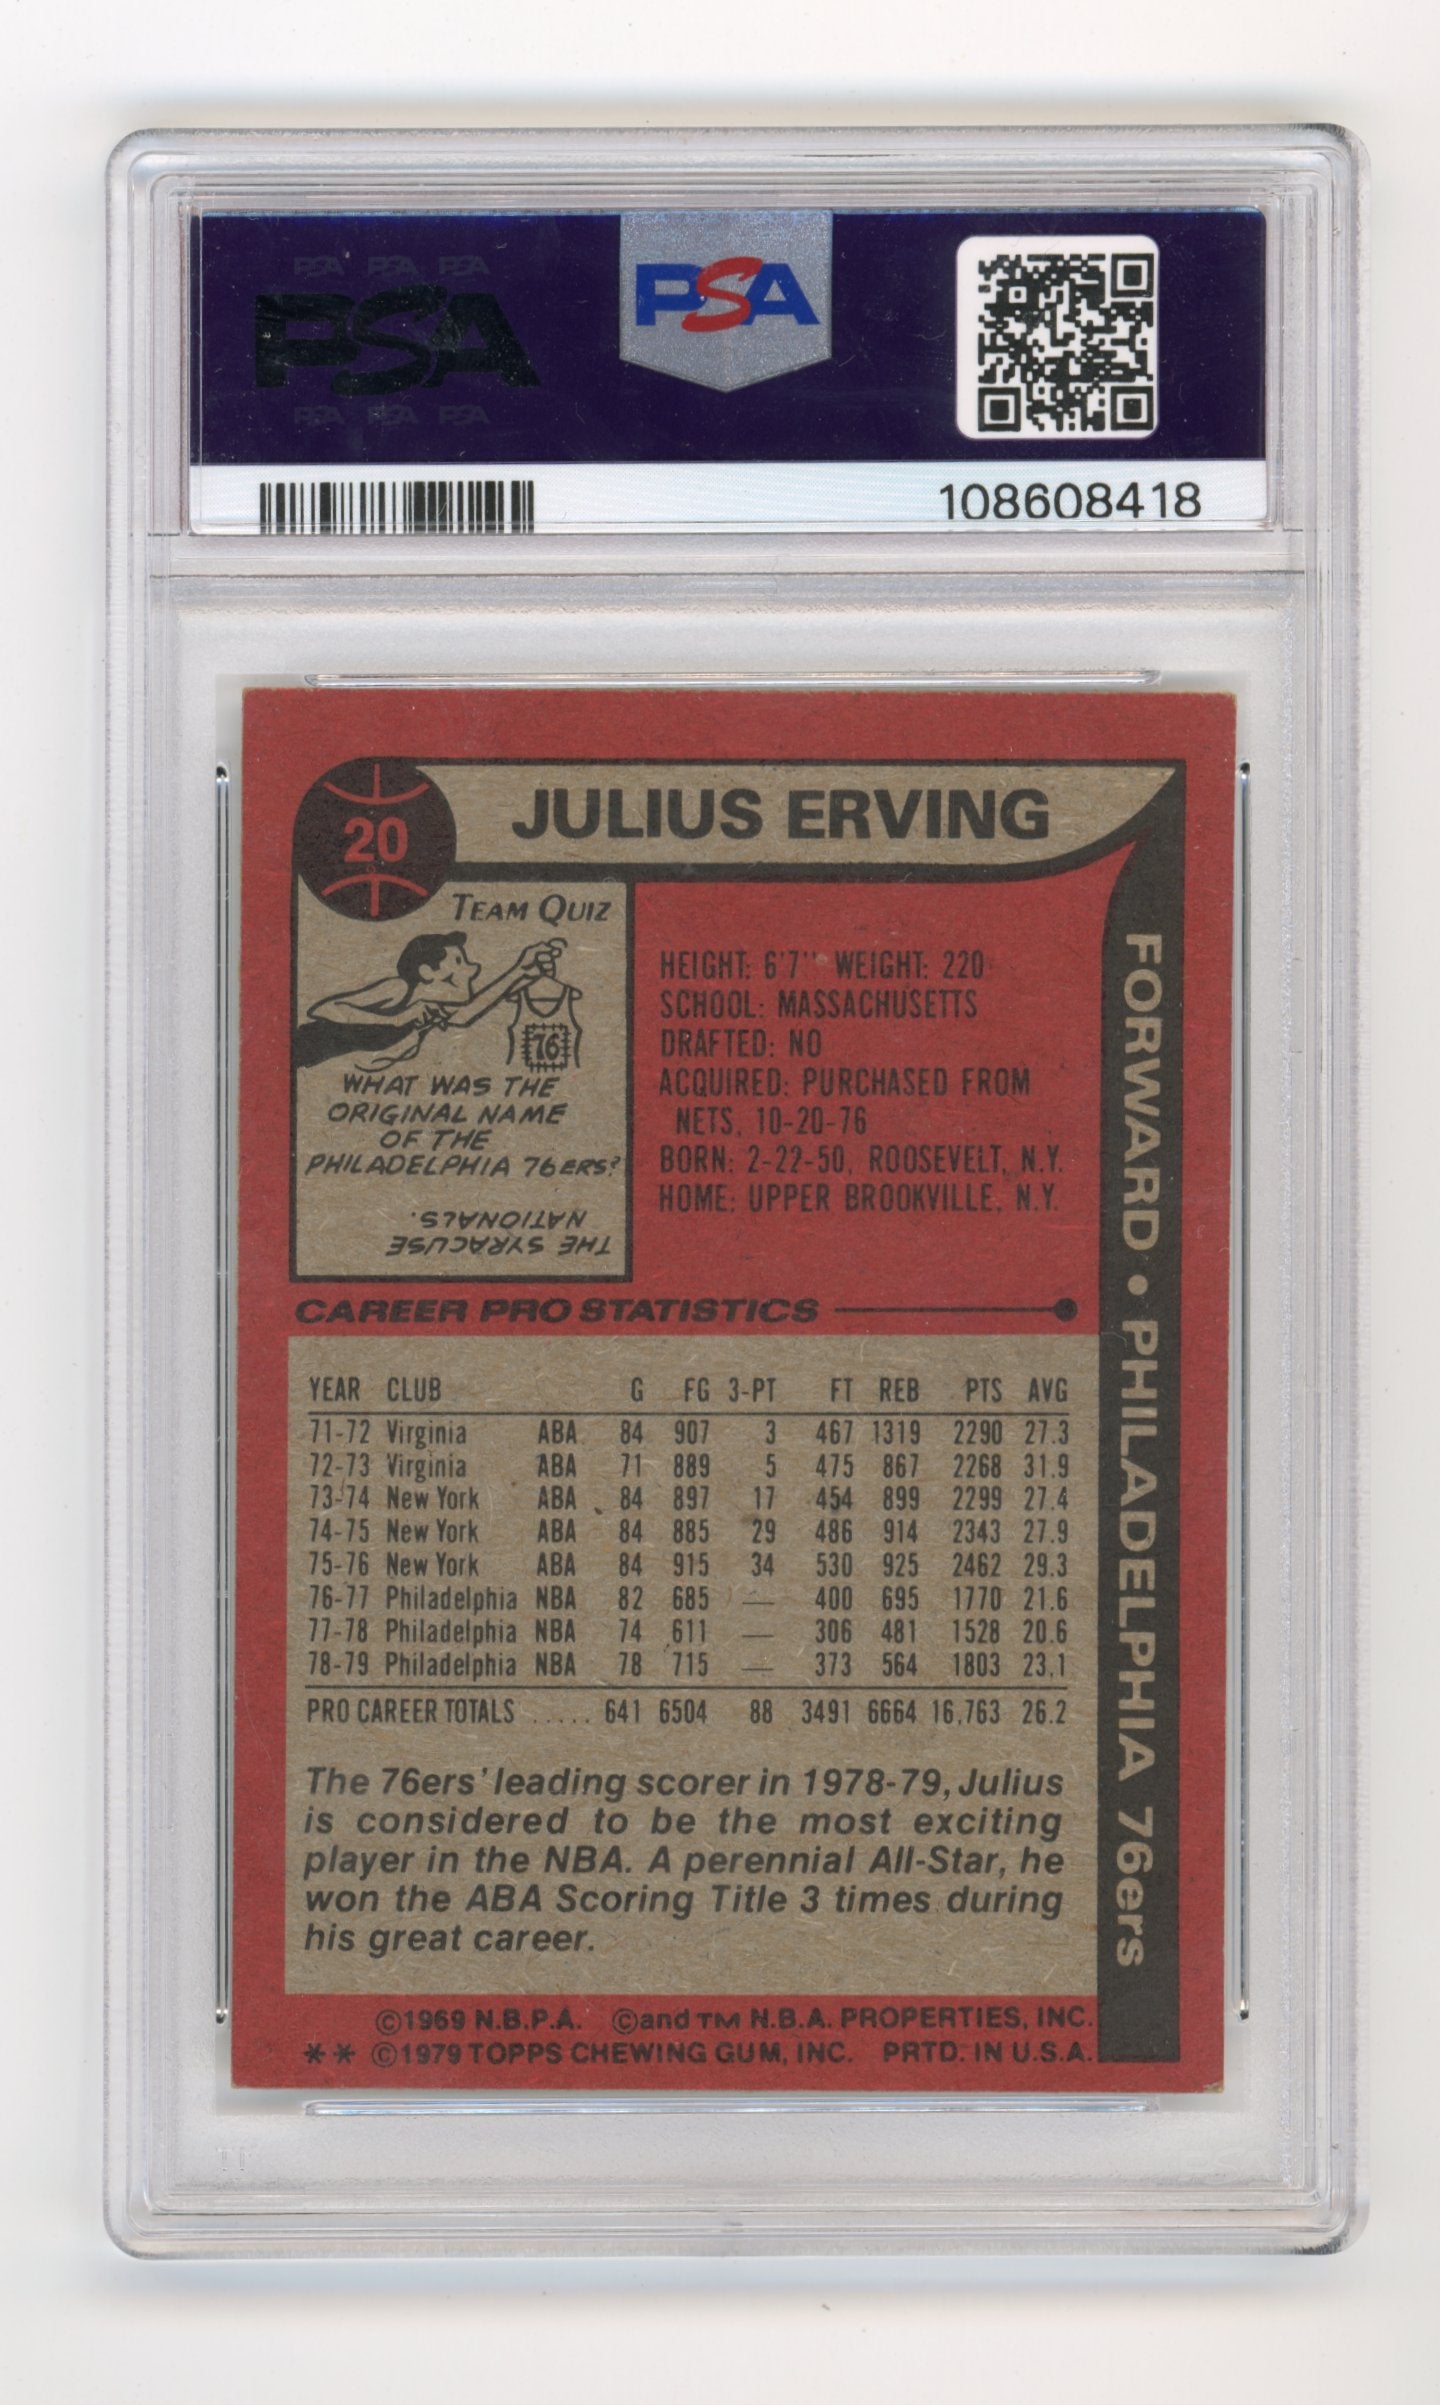 PSA PSA PSA
PSA
PSA PSA PSA
PSA
108608418
20
JULIUS ERVING
TEAM QUIZ
76
WHAT WAS THE
ORIGINAL NAME
OF THE
PHILADELPHIA 76ERS?
THE SYRACUSE
NATIONALS.
HEIGHT: 6'7" WEIGHT: 220
SCHOOL: MASSACHUSETTS
DRAFTED: NO
ACQUIRED: PURCHASED FROM
NETS, 10-20-76
BORN: 2-22-50, ROOSEVELT, N.Y.
HOME: UPPER BROOKVILLE, N.Y.
FORWARD • PHILADELPHIA 76ers
CAREER PRO STATISTICS
YEAR CLUB G FG 3-PT FT REB PTS AVG
71-72 Virginia ABA 84 907 3 467 1319 2290 27.3
72-73 Virginia ABA 71 889 5 475 867 2268 31.9
73-74 New York ABA 84 897 17 454 899 2299 27.4
74-75 New York ABA 84 885 29 486 914 2343 27.9
75-76 New York ABA 84 915 34 530 925 2462 29.3
76-77 Philadelphia NBA 82 685 — 400 695 1770 21.6
77-78 Philadelphia NBA 74 611 — 306 481 1528 20.6
78-79 Philadelphia NBA 78 715 — 373 564 1803 23.1
PRO CAREER TOTALS ..... 641 6504 88 3491 6664 16,763 26.2
The 76ers' leading scorer in 1978-79, Julius
is considered to be the most exciting
player in the NBA. A perennial All-Star, he
won the ABA Scoring Title 3 times during
his great career.
©1969 N.B.P.A. ©and TM N.B.A. PROPERTIES, INC.
** ©1979 TOPPS CHEWING GUM, INC. PRTD. IN U.S.A.